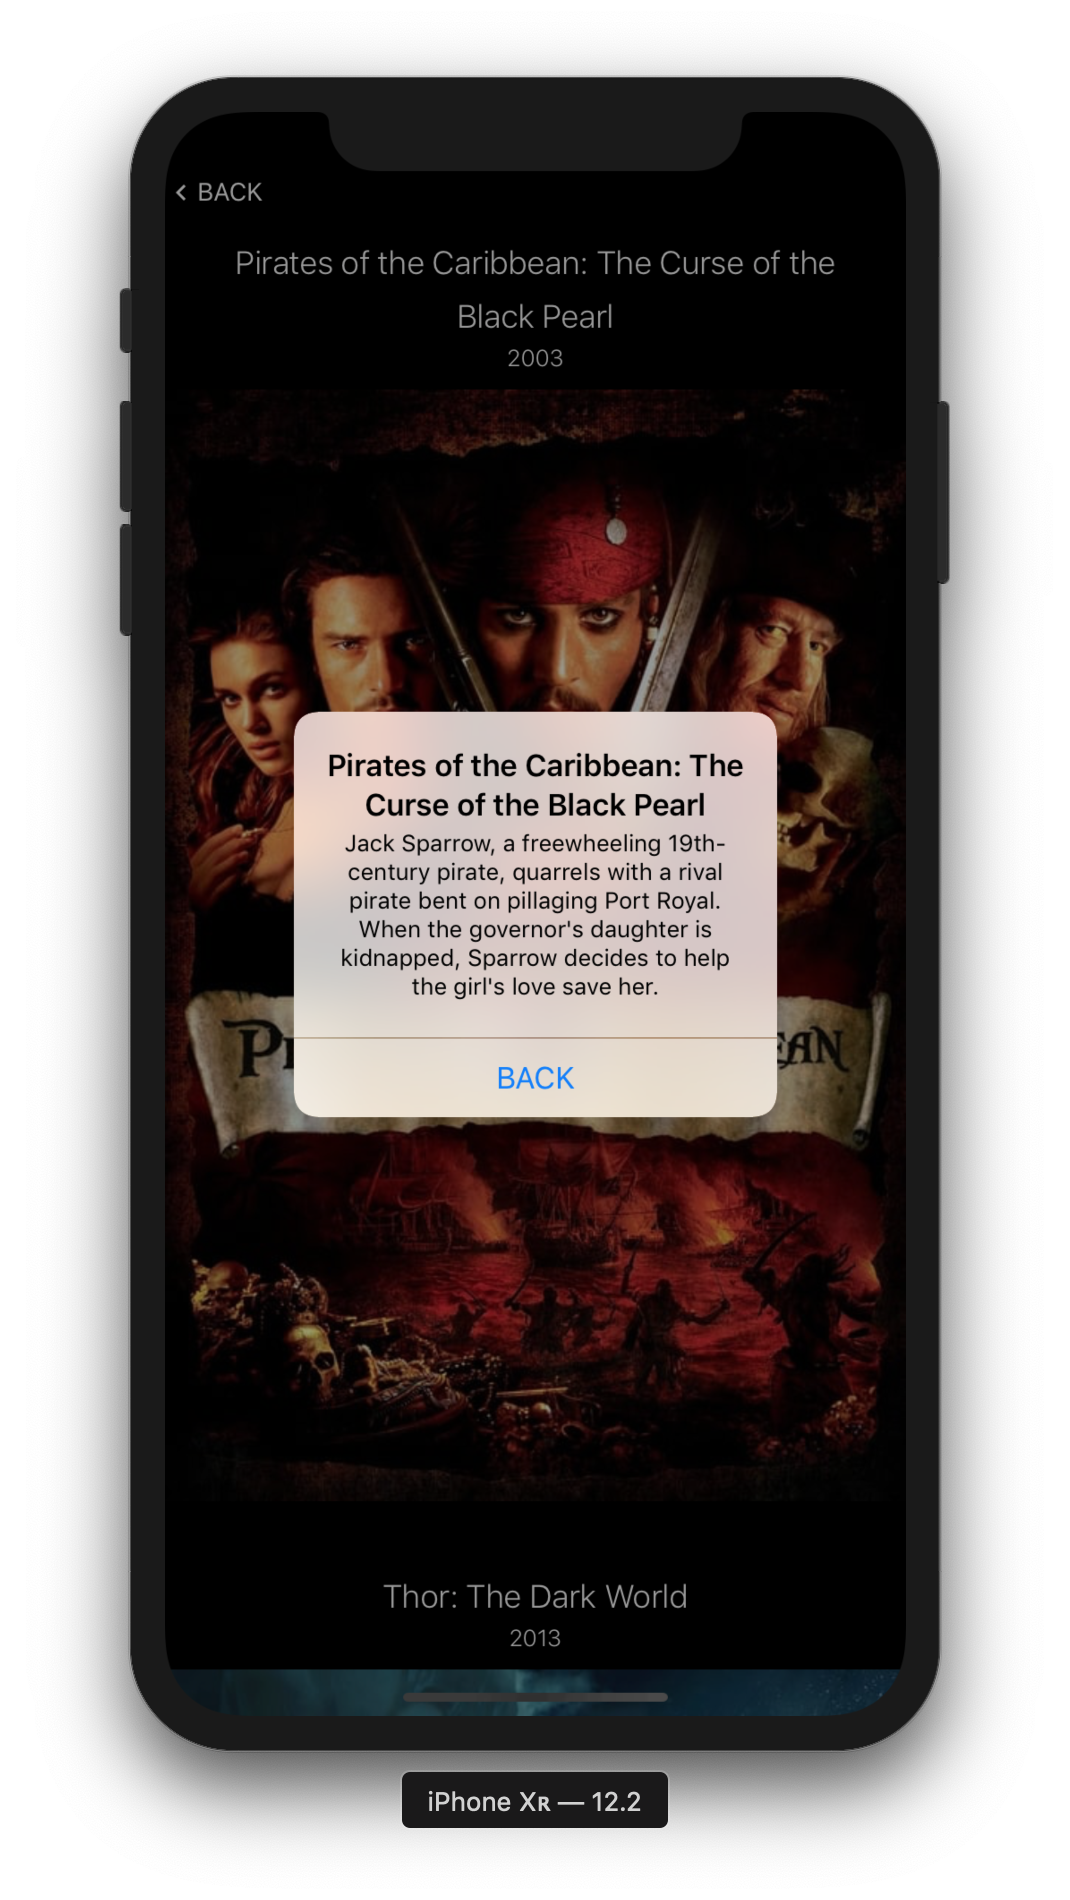 BACK
Pirates of the Caribbean: The Curse of the
Black Pearl
2003
Pirates of the Caribbean: The
Curse of the Black Pearl
Jack Sparrow, a freewheeling 19th-
century pirate, quarrels with a rival
pirate bent on pillaging Port Royal.
When the governor's daughter is
kidnapped, Sparrow decides to help
the girl's love save her.
BACK
Thor: The Dark World
2013
iPhone Xʀ — 12.2